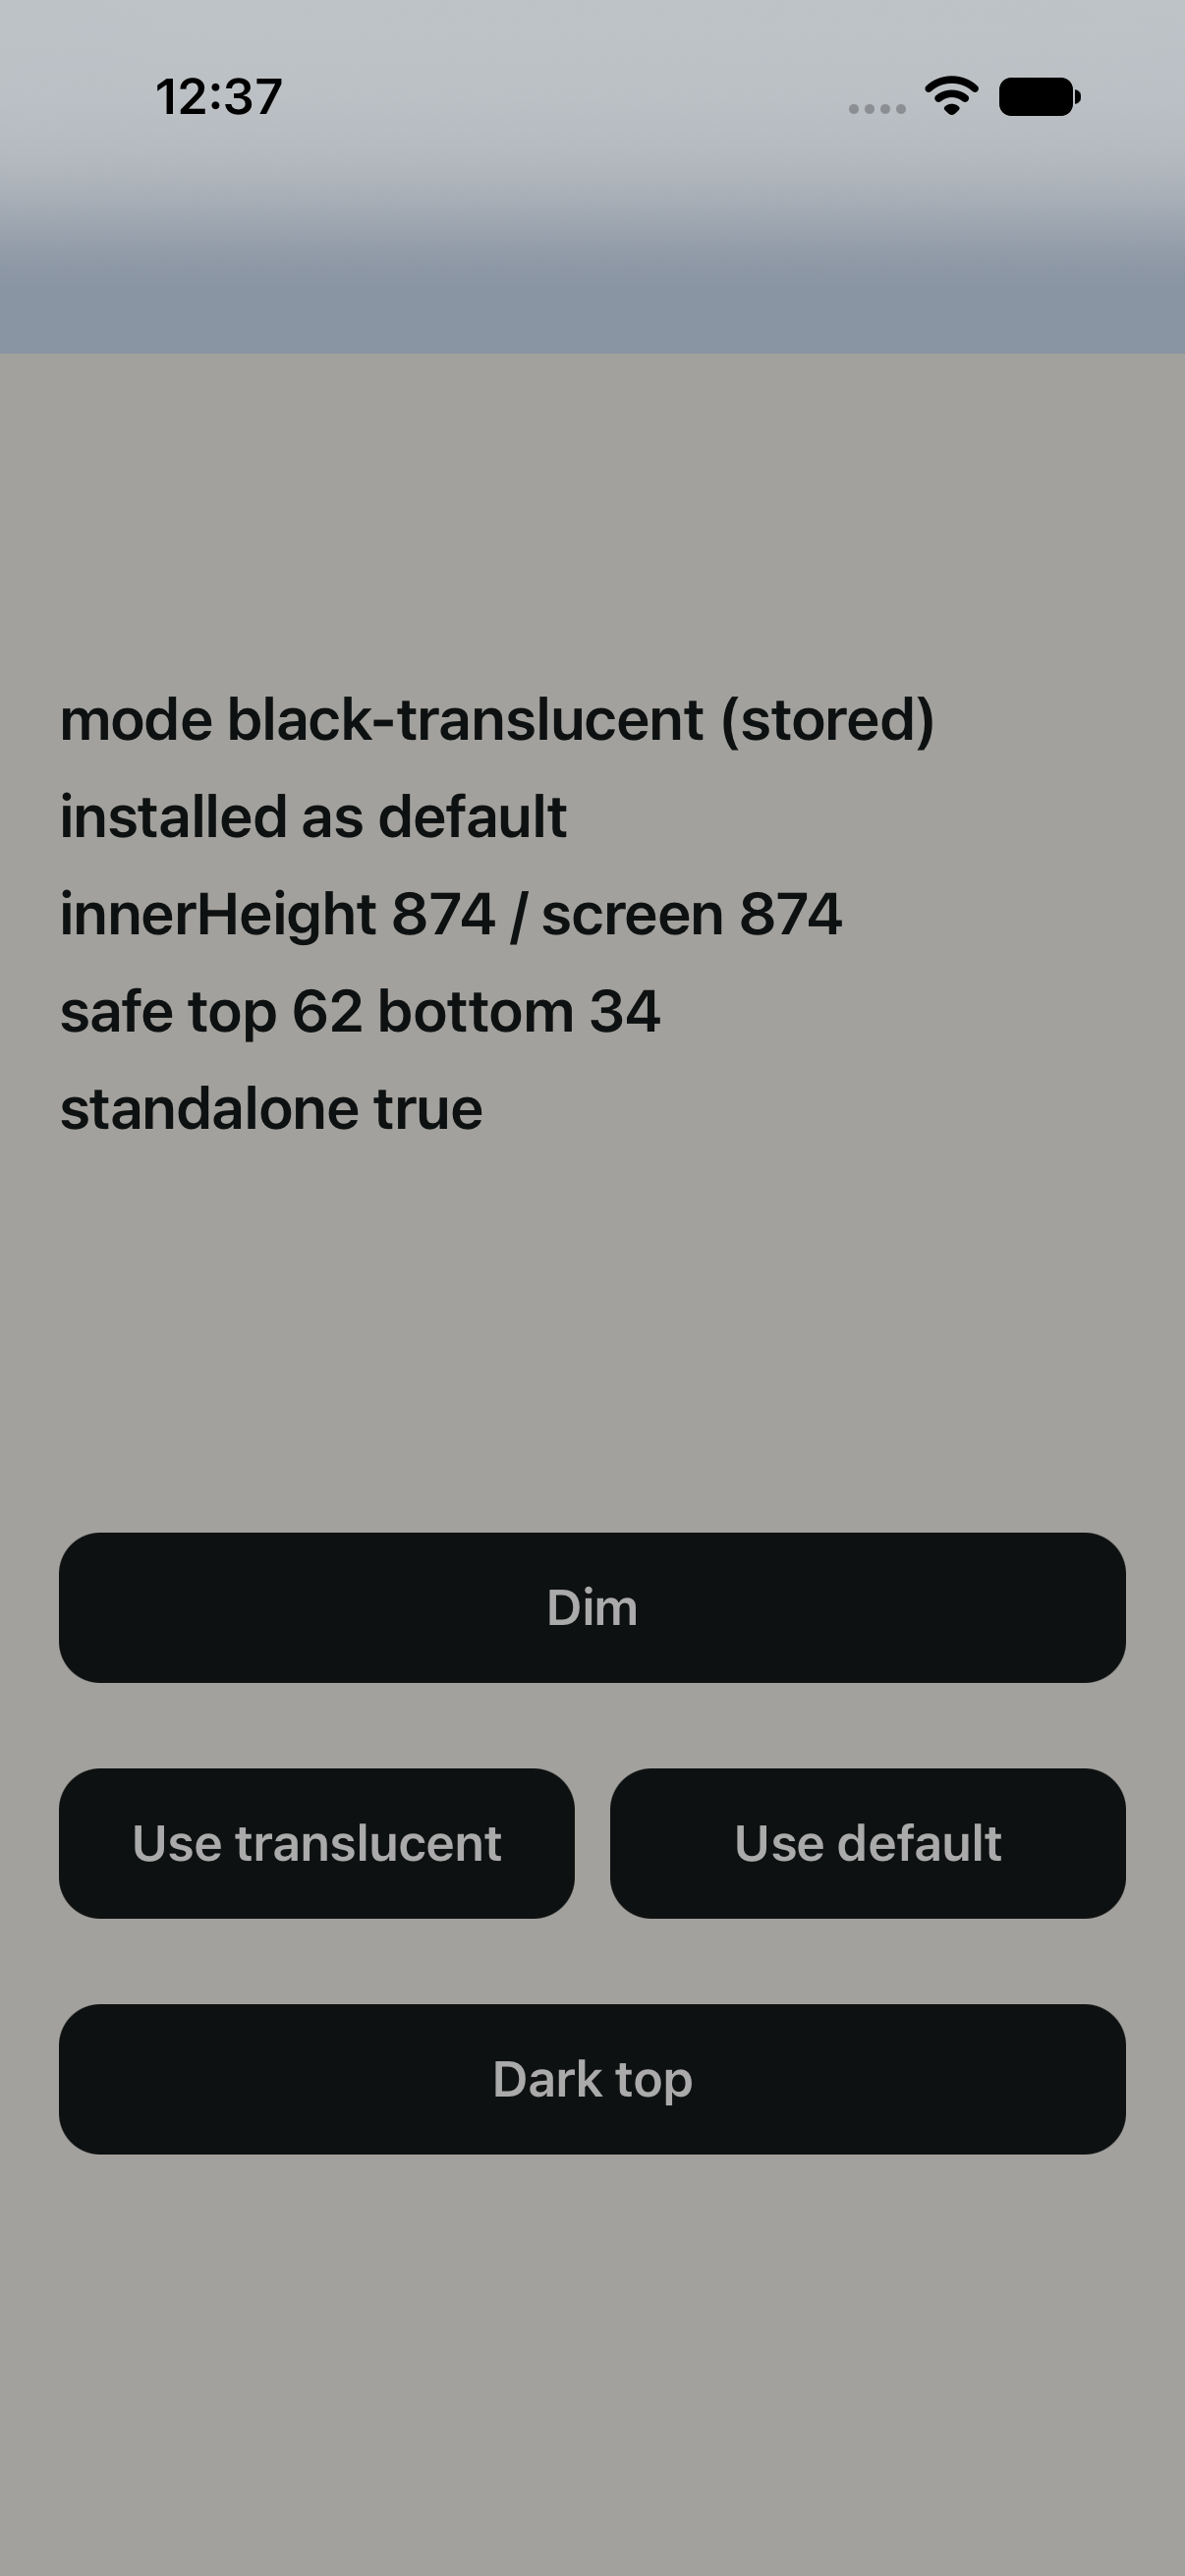 12:37
mode black-translucent (stored)
installed as default
innerHeight 874 / screen 874
safe top 62 bottom 34
standalone true
Dim
Use translucent
Use default
Dark top